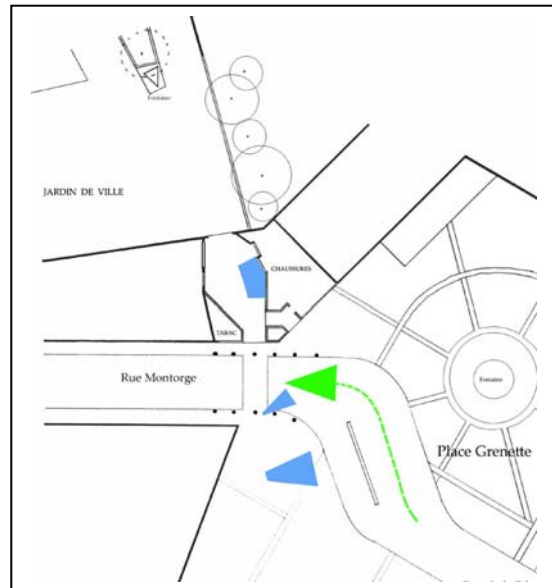 Fontaine
JARDIN DE VILLE
CHAUSSURES
TABAC
Rue Montorge
Fontaine
Place Grenette